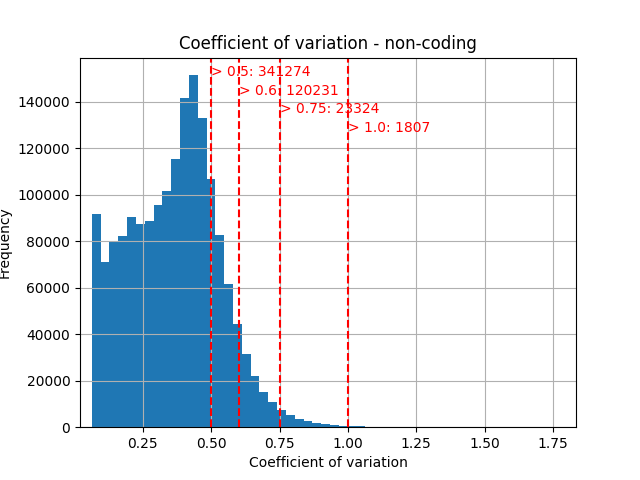 Coefficient of variation - non-coding
> 0.5: 341274
> 0.6: 120231
> 0.75: 23324
> 1.0: 1807
140000
120000
100000
80000
60000
40000
20000
0
Frequency
0.25 0.50 0.75 1.00 1.25 1.50 1.75
Coefficient of variation